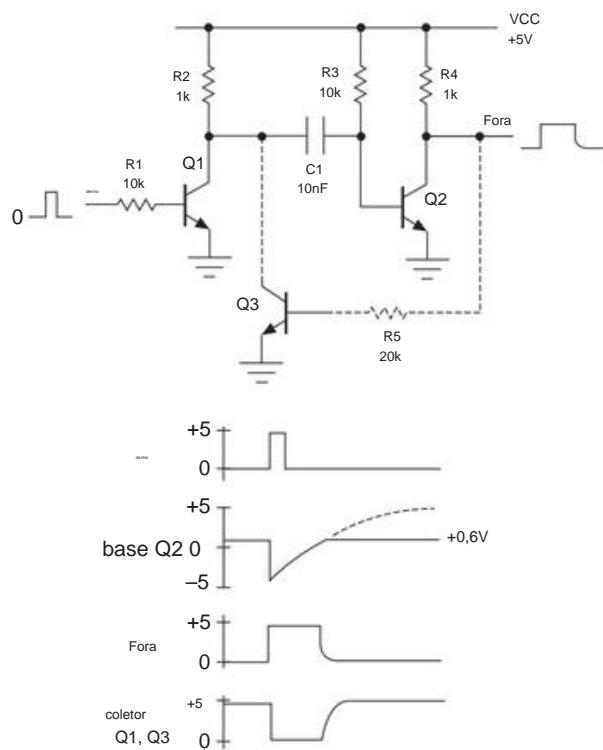 VCC
+5V
R2
1k
R3
10k
R4
1k
Fora
R1
10k
Q1
C1
10nF
Q2
0
Q3
R5
20k
+5
0
+5
base Q2 0
–5
+0,6V
+5
Fora
0
coletor
Q1, Q3
+5
0